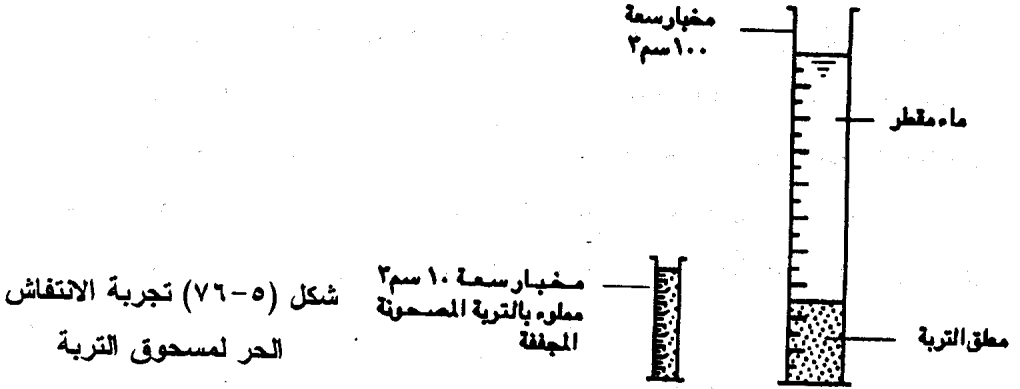 مخبار سعة
١٠٠ سم٣
ماء مقطر
مخبار سعة ١٠ سم٣
مملوء بالتربة المصحونة
المجففة
معلق التربة
شكل (٥-٧٦) تجربة الانتفاش
الحر لمسحوق التربة